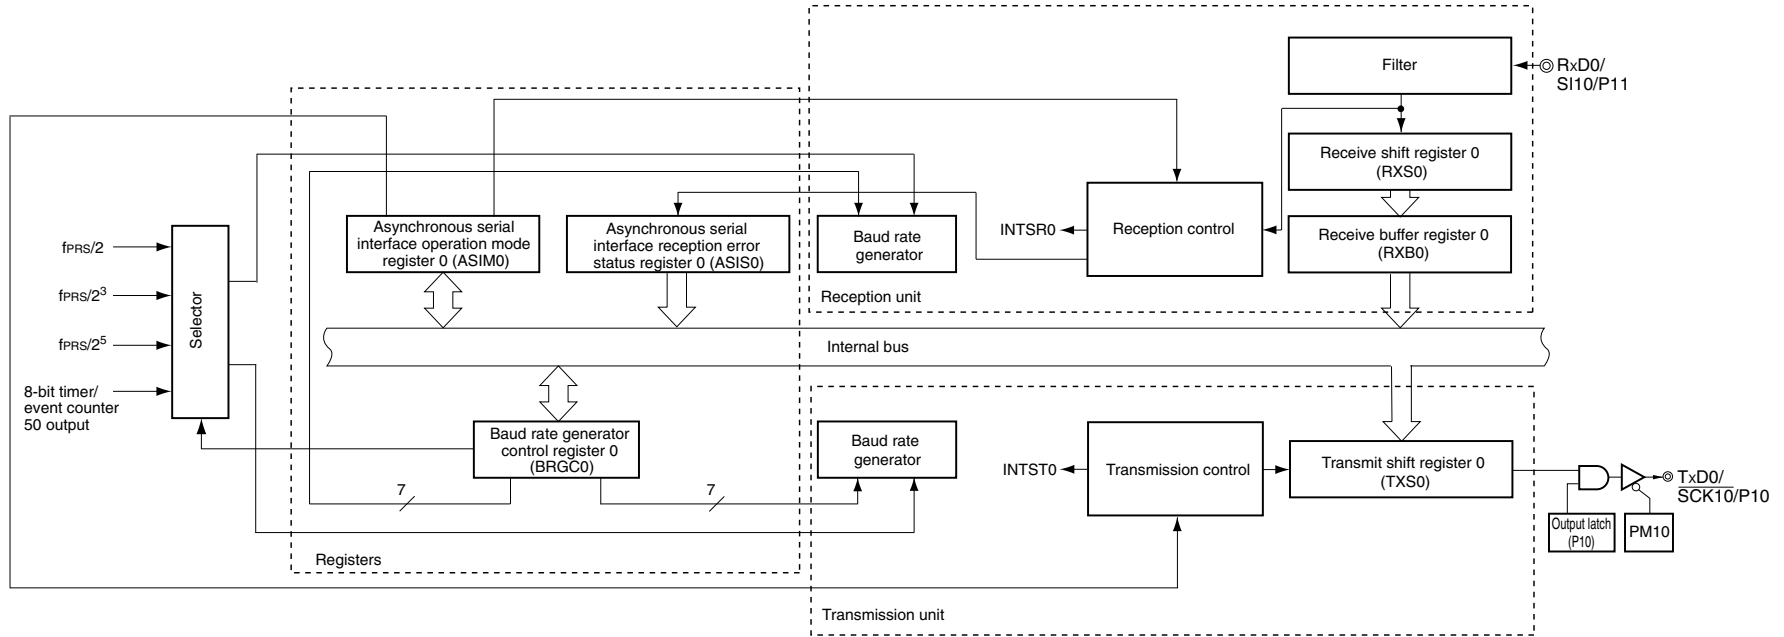 Filter
RxD0/
SI10/P11
Receive shift register 0
(RXS0)
Asynchronous serial
interface operation mode
register 0 (ASIM0)
Asynchronous serial
interface reception error
status register 0 (ASIS0)
Baud rate
generator
INTSR0
Reception control
Receive buffer register 0
(RXB0)
Reception unit
fPRS/2
fPRS/2³
fPRS/2⁵
8-bit timer/
event counter
50 output
Selector
Internal bus
Baud rate generator
control register 0
(BRGC0)
7
7
Registers
Baud rate
generator
INTST0
Transmission control
Transmit shift register 0
(TXS0)
TxD0/
SCK10/P10
Output latch
(P10)
PM10
Transmission unit